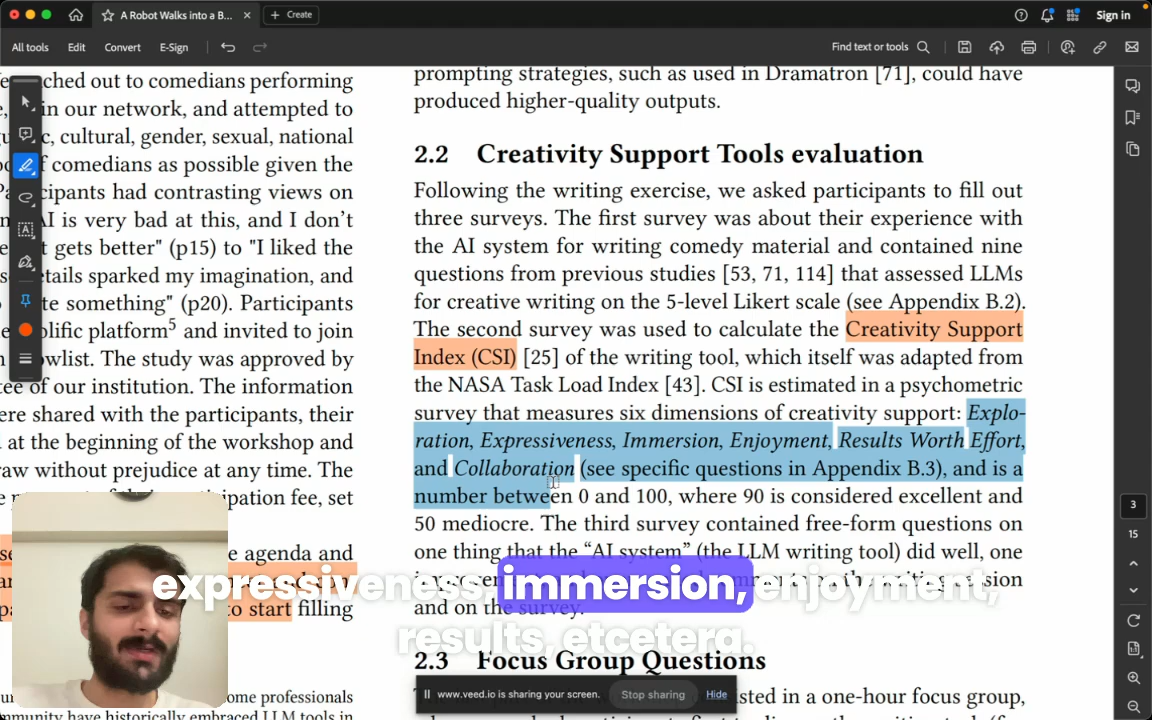 A Robot Walks into a B...
Create
Sign in
All tools
Edit
Convert
E-Sign
Find text or tools
ched out to comedians performing
in our network, and attempted to
c, cultural, gender, sexual, national
f comedians as possible given the
articipants had contrasting views on
AI is very bad at this, and I don't
t gets better" (p15) to "I liked the
etails sparked my imagination, and
te something" (p20). Participants
olific platform5 and invited to join
owlist. The study was approved by
tee of our institution. The information
ere shared with the participants, their
d at the beginning of the workshop and
raw without prejudice at any time. The
fee, set
e agenda and
to start filling
ome professionals
mmunity have historically embraced LLM tools in
prompting strategies, such as used in Dramatron [71], could have
produced higher-quality outputs.
2.2 Creativity Support Tools evaluation
Following the writing exercise, we asked participants to fill out
three surveys. The first survey was about their experience with
the AI system for writing comedy material and contained nine
questions from previous studies [53, 71, 114] that assessed LLMs
for creative writing on the 5-level Likert scale (see Appendix B.2).
The second survey was used to calculate the Creativity Support
Index (CSI) [25] of the writing tool, which itself was adapted from
the NASA Task Load Index [43]. CSI is estimated in a psychometric
survey that measures six dimensions of creativity support: Explo-
ration, Expressiveness, Immersion, Enjoyment, Results Worth Effort,
and Collaboration (see specific questions in Appendix B.3), and is a
number between 0 and 100, where 90 is considered excellent and
50 mediocre. The third survey contained free-form questions on
one thing that the “AI system” (the LLM writing tool) did well, one
and on the survey.
2.3 Focus Group Questions
isted in a one-hour focus group,
3
15
expressiveness, immersion, enjoyment,
results, etcetera.
www.veed.io is sharing your screen.
Stop sharing
Hide